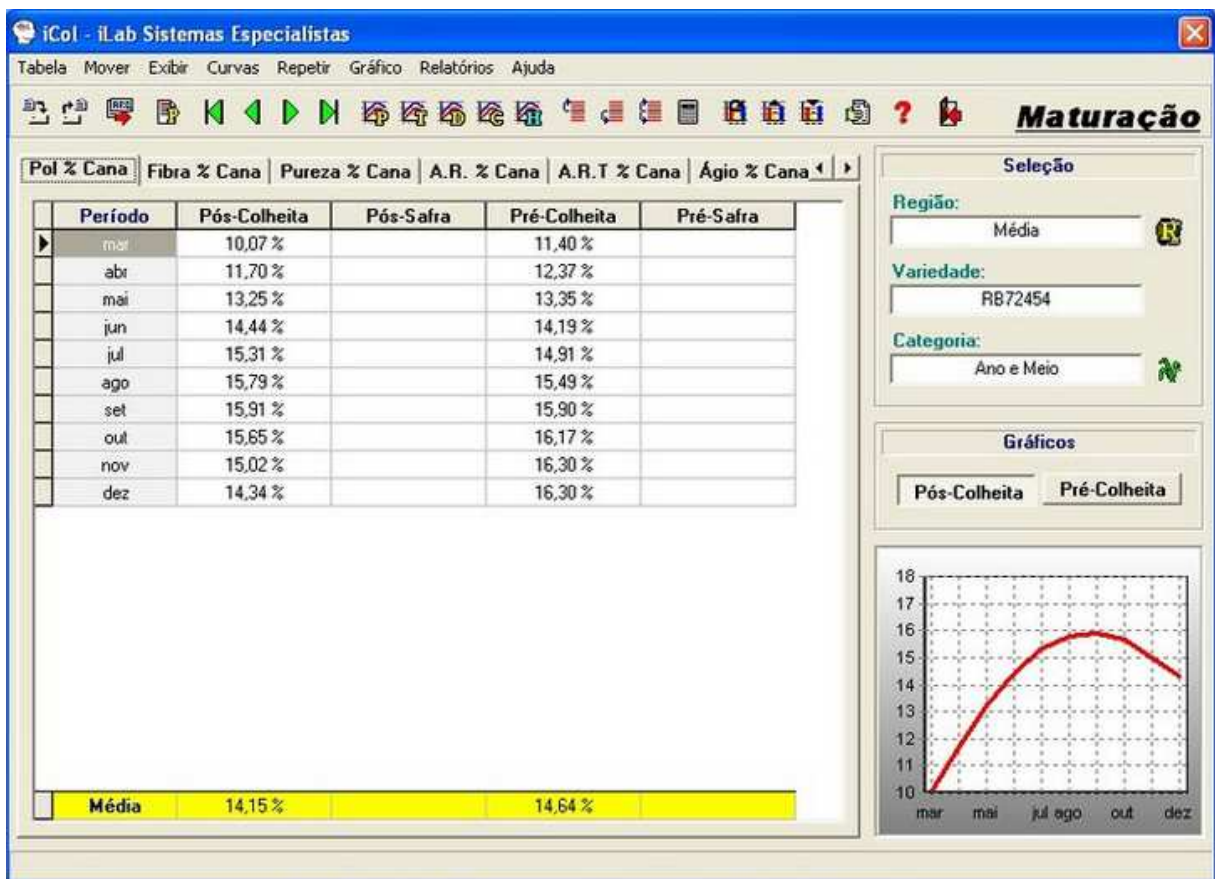 iCol - iLab Sistemas Especialistas
Tabela Mover Exibir Curvas Repetir Gráfico Relatórios Ajuda
Maturação
Pol % Cana Fibra % Cana Pureza % Cana A.R. % Cana A.R.T % Cana Ágio % Cana
Período Pós-Colheita Pós-Safra Pré-Colheita Pré-Safra
mar 10,07 % 11,40 %
abr 11,70 % 12,37 %
mai 13,25 % 13,35 %
jun 14,44 % 14,19 %
jul 15,31 % 14,91 %
ago 15,79 % 15,49 %
set 15,91 % 15,90 %
out 15,65 % 16,17 %
nov 15,02 % 16,30 %
dez 14,34 % 16,30 %
Média 14,15 % 14,64 %
Seleção
Região:
Média
R
Variedade:
RB72454
Categoria:
Ano e Meio
Gráficos
Pós-Colheita Pré-Colheita
18
17
16
15
14
13
12
11
10
mar mai jul ago out dez